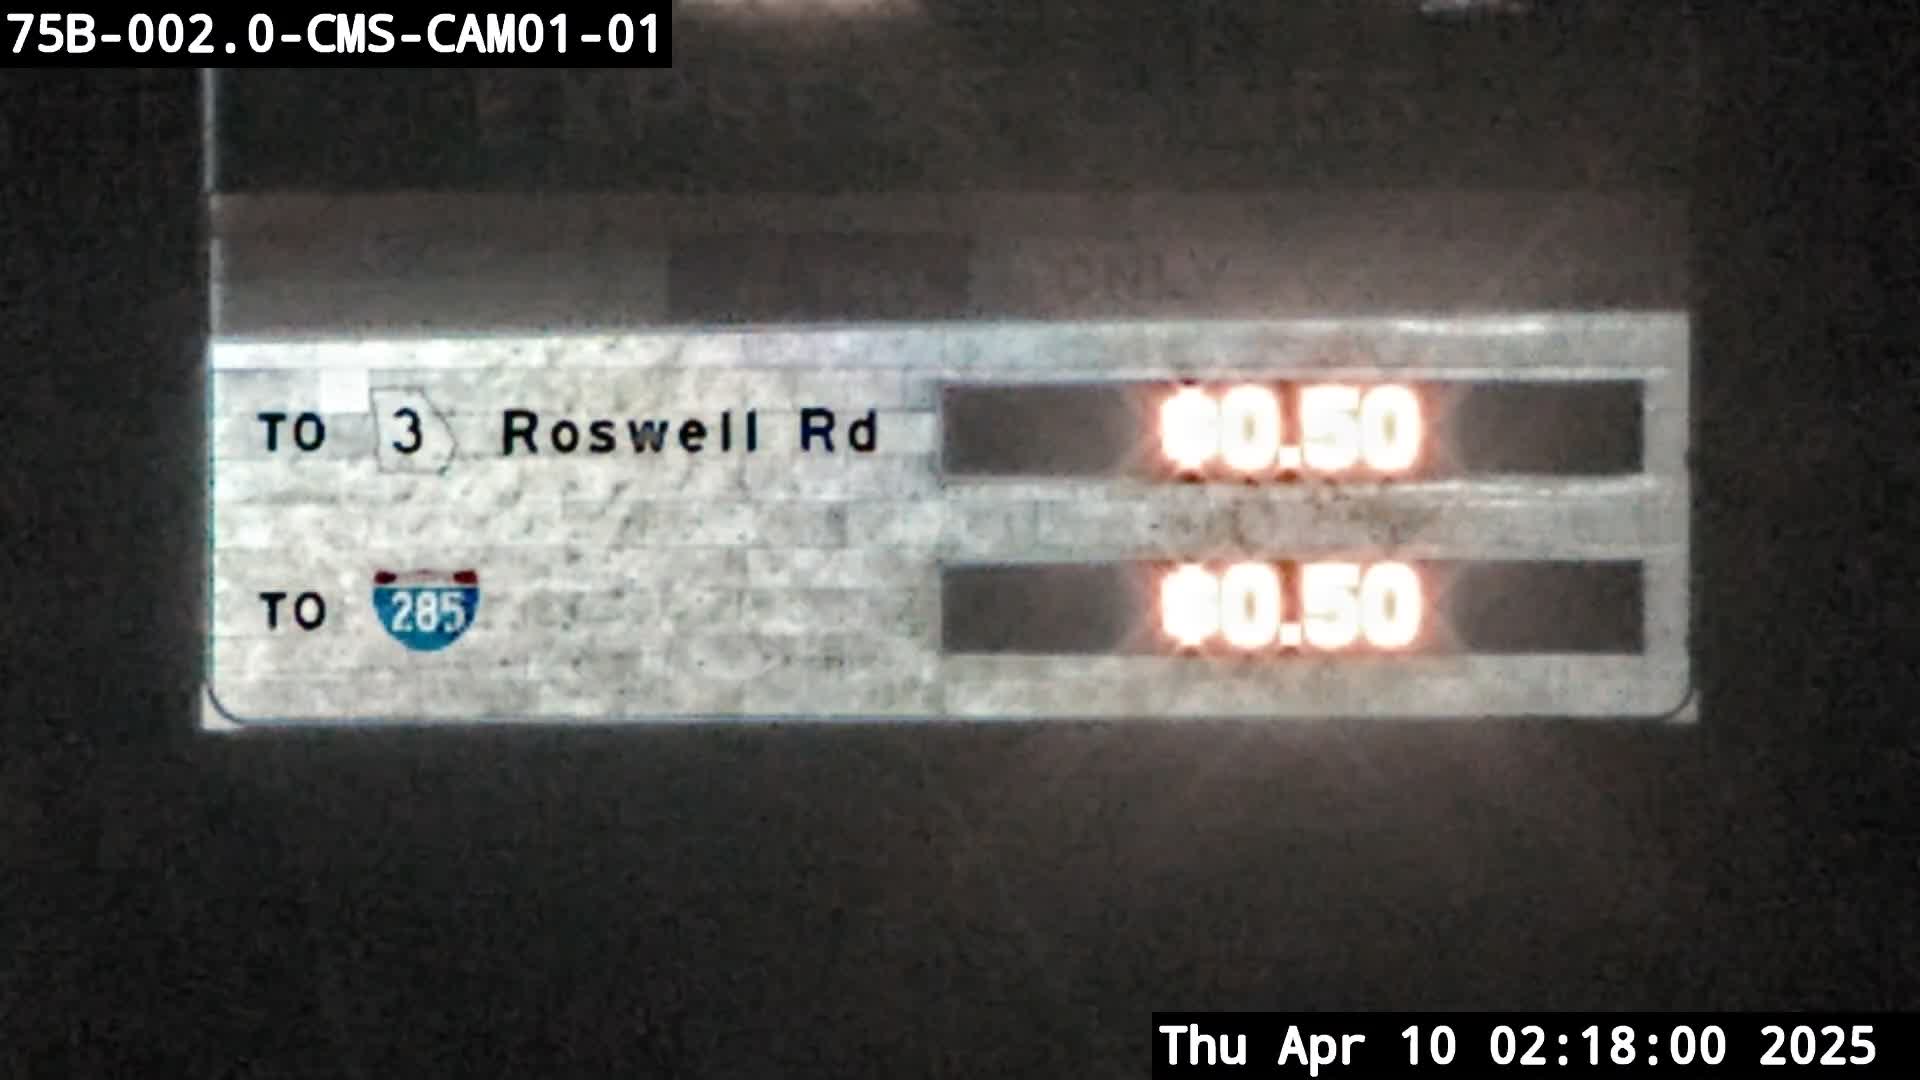 75B-002.0-CMS-CAM01-01
ONLY
TO 3 Roswell Rd $0.50
TO 285 $0.50
Thu Apr 10 02:18:00 2025